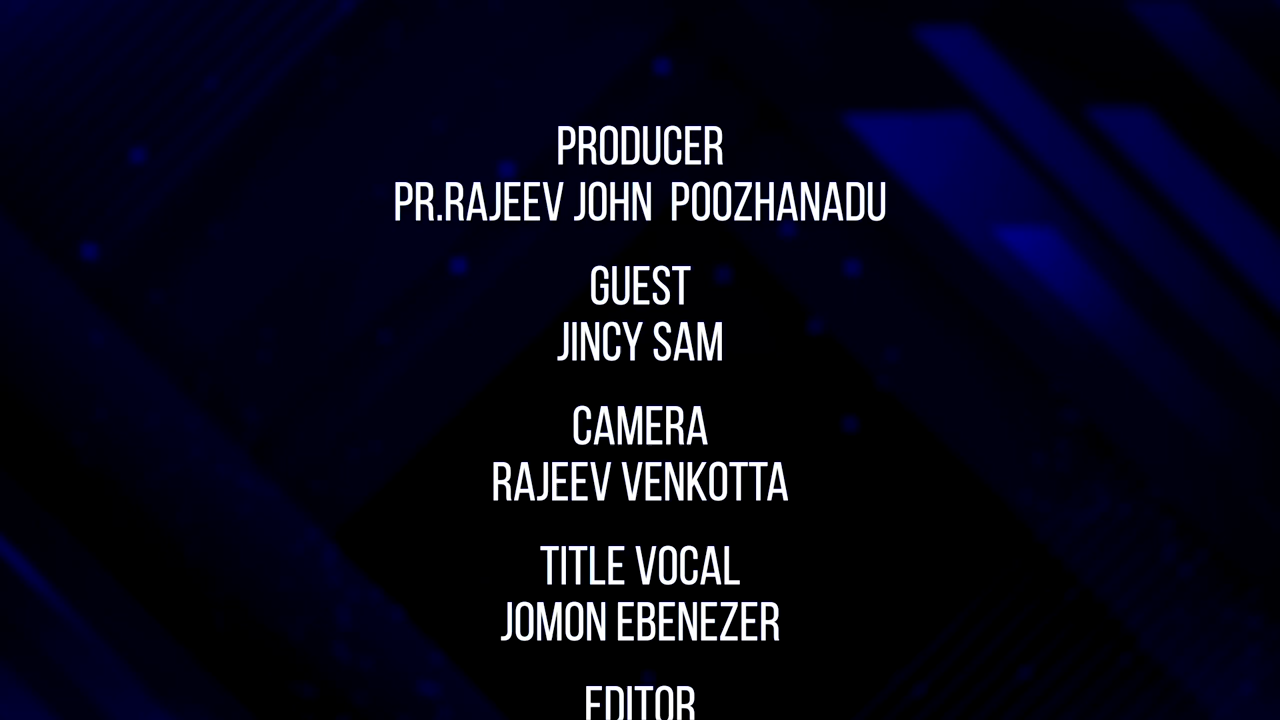 PRODUCER
PR.RAJEEV JOHN POOZHANADU
GUEST
JINCY SAM
CAMERA
RAJEEV VENKOTTA
TITLE VOCAL
JOMON EBENEZER
EDITOR